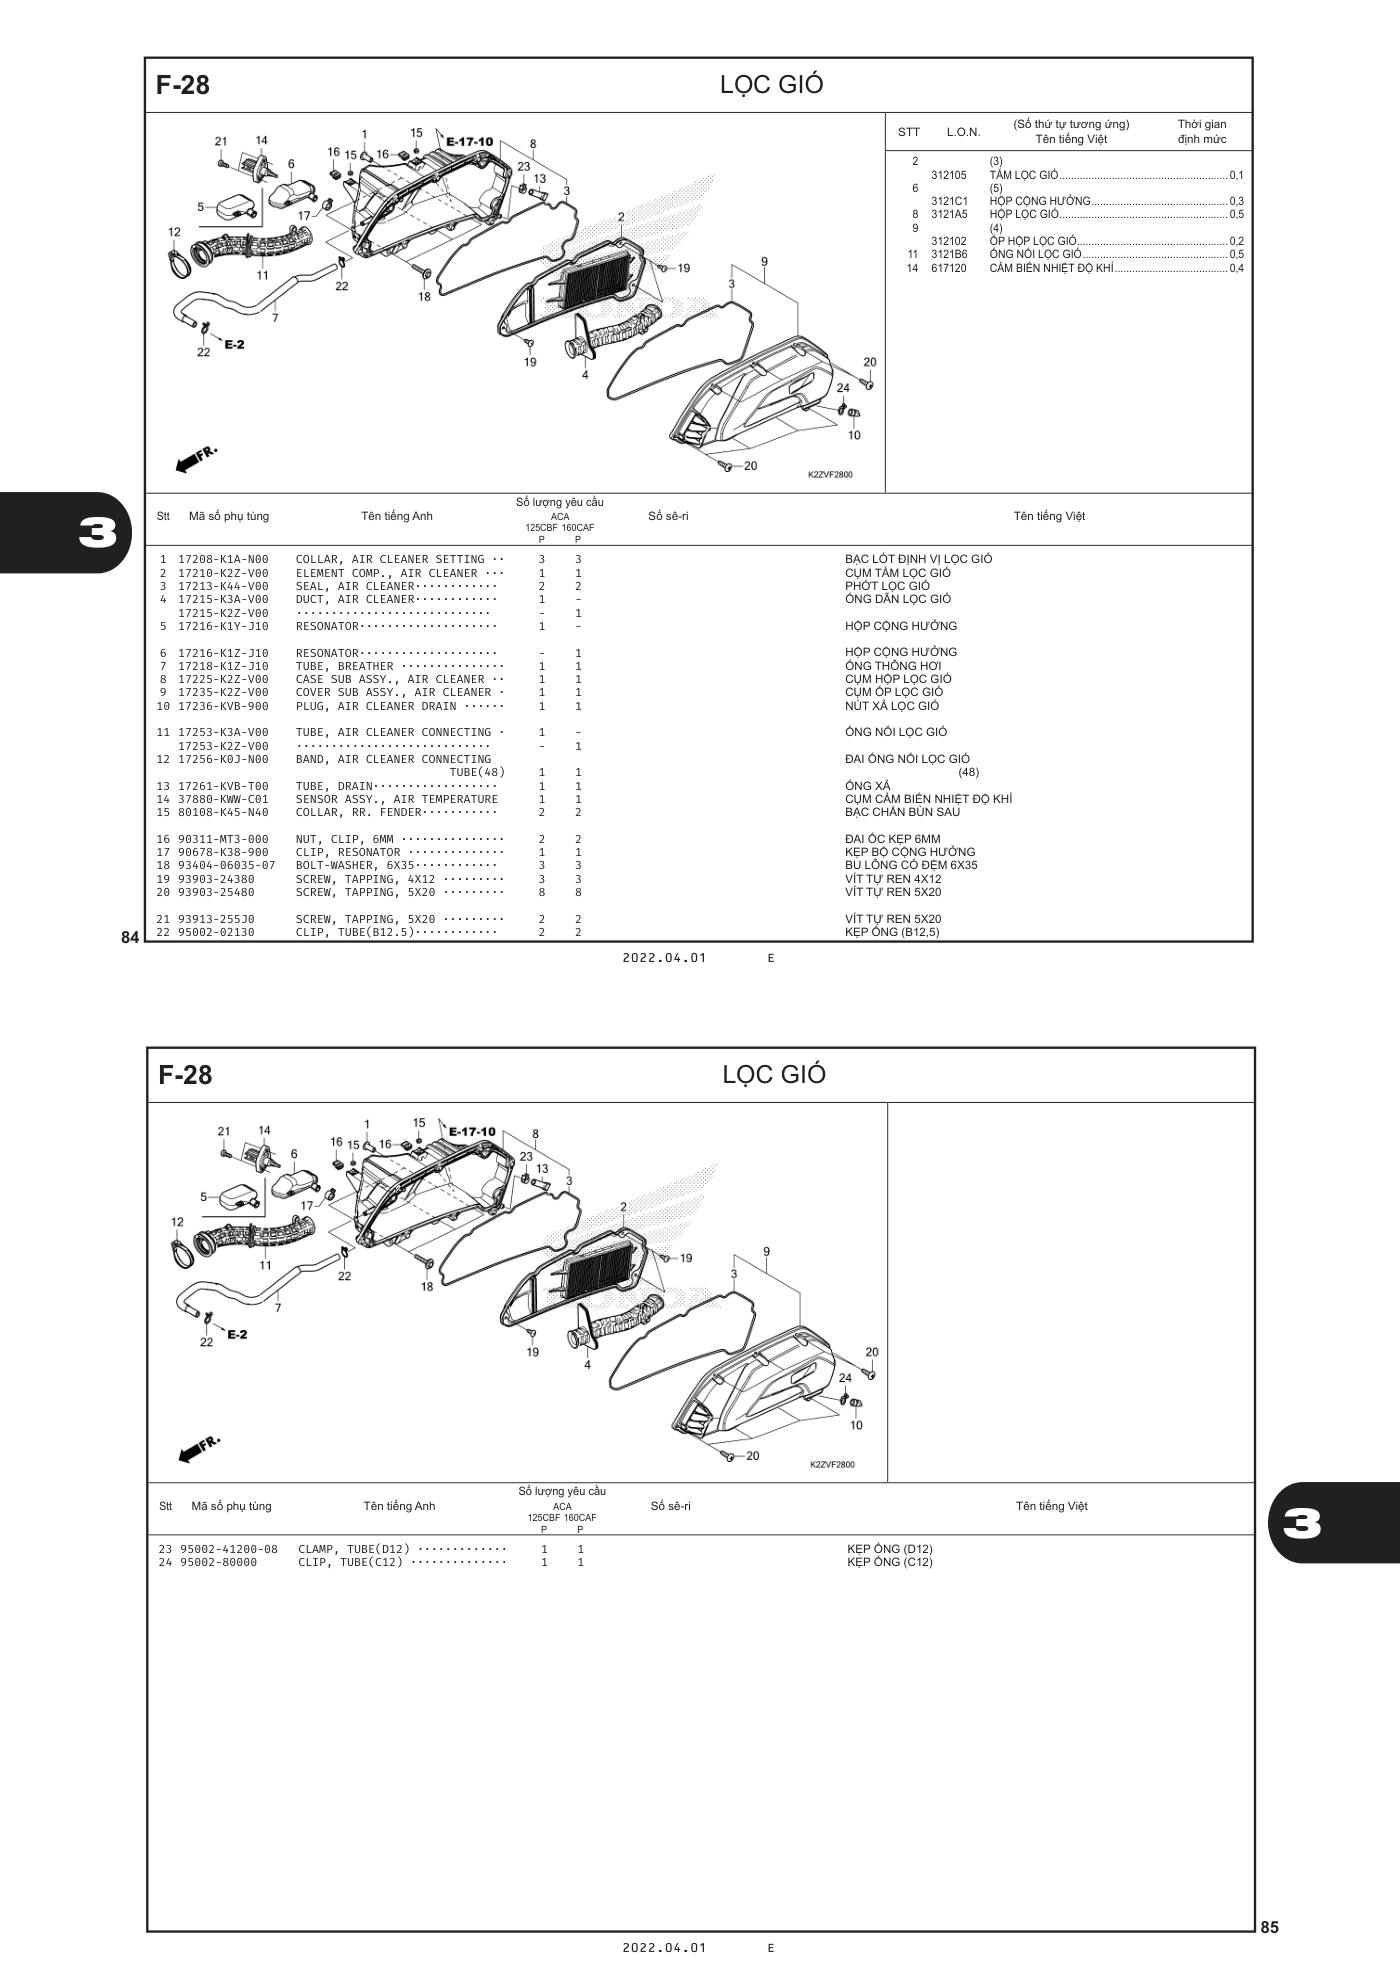 F-28 LỌC GIÓ
21 14 6 5 12 11 7 22 22 E-2
16 15 1 16 15 E-17-10 8 23 13 3 17 18 2 19 19 4 9 3 20 24 10 20
FR. K2ZVF2800
STT L.O.N. (Số thứ tự tương ứng) Tên tiếng Việt Thời gian định mức
2 (3)
312105 TẤM LỌC GIÓ 0,1
6 (5)
3121C1 HỘP CỘNG HƯỞNG 0,3
8 3121A5 HỘP LỌC GIÓ 0,5
9 (4)
312102 ỐP HỘP LỌC GIÓ 0,2
11 3121B6 ỐNG NỐI LỌC GIÓ 0,5
14 617120 CẢM BIẾN NHIỆT ĐỘ KHÍ 0,4
3
Stt Mã số phụ tùng Tên tiếng Anh Số lượng yêu cầu Số sê-ri Tên tiếng Việt
ACA
125CBF 160CAF
P P
1 17208-K1A-N00 COLLAR, AIR CLEANER SETTING ·· 3 3 BẠC LÓT ĐỊNH VỊ LỌC GIÓ
2 17210-K2Z-V00 ELEMENT COMP., AIR CLEANER ··· 1 1 CỤM TẤM LỌC GIÓ
3 17213-K44-V00 SEAL, AIR CLEANER············ 2 2 PHỚT LỌC GIÓ
4 17215-K3A-V00 DUCT, AIR CLEANER············ 1 - ỐNG DẪN LỌC GIÓ
17215-K2Z-V00 ···························· - 1
5 17216-K1Y-J10 RESONATOR···················· 1 - HỘP CỘNG HƯỞNG
6 17216-K1Z-J10 RESONATOR···················· - 1 HỘP CỘNG HƯỞNG
7 17218-K1Z-J10 TUBE, BREATHER ··············· 1 1 ỐNG THÔNG HƠI
8 17225-K2Z-V00 CASE SUB ASSY., AIR CLEANER ·· 1 1 CỤM HỘP LỌC GIÓ
9 17235-K2Z-V00 COVER SUB ASSY., AIR CLEANER · 1 1 CỤM ỐP LỌC GIÓ
10 17236-KVB-900 PLUG, AIR CLEANER DRAIN ······ 1 1 NÚT XẢ LỌC GIÓ
11 17253-K3A-V00 TUBE, AIR CLEANER CONNECTING · 1 - ỐNG NỐI LỌC GIÓ
17253-K2Z-V00 ···························· - 1
12 17256-K0J-N00 BAND, AIR CLEANER CONNECTING ĐAI ỐNG NỐI LỌC GIÓ
TUBE(48) 1 1 (48)
13 17261-KVB-T00 TUBE, DRAIN·················· 1 1 ỐNG XẢ
14 37880-KWW-C01 SENSOR ASSY., AIR TEMPERATURE 1 1 CỤM CẢM BIẾN NHIỆT ĐỘ KHÍ
15 80108-K45-N40 COLLAR, RR. FENDER··········· 2 2 BẠC CHẮN BÙN SAU
16 90311-MT3-000 NUT, CLIP, 6MM ··············· 2 2 ĐAI ỐC KẸP 6MM
17 90678-K38-900 CLIP, RESONATOR ·············· 1 1 KẸP BỘ CỘNG HƯỞNG
18 93404-06035-07 BOLT-WASHER, 6X35············ 3 3 BU LÔNG CÓ ĐỆM 6X35
19 93903-24380 SCREW, TAPPING, 4X12 ········· 3 3 VÍT TỰ REN 4X12
20 93903-25480 SCREW, TAPPING, 5X20 ········· 8 8 VÍT TỰ REN 5X20
21 93913-255J0 SCREW, TAPPING, 5X20 ········· 2 2 VÍT TỰ REN 5X20
22 95002-02130 CLIP, TUBE(B12.5)············ 2 2 KẸP ỐNG (B12,5)
84
2022.04.01 E
F-28 LỌC GIÓ
21 14 6 5 12 11 7 22 22 E-2
16 15 1 16 15 E-17-10 8 23 13 3 17 18 2 19 19 4 9 3 20 24 10 20
FR. K2ZVF2800
Stt Mã số phụ tùng Tên tiếng Anh Số lượng yêu cầu Số sê-ri Tên tiếng Việt
ACA
125CBF 160CAF
P P
3
23 95002-41200-08 CLAMP, TUBE(D12) ············· 1 1 KẸP ỐNG (D12)
24 95002-80000 CLIP, TUBE(C12) ·············· 1 1 KẸP ỐNG (C12)
85
2022.04.01 E